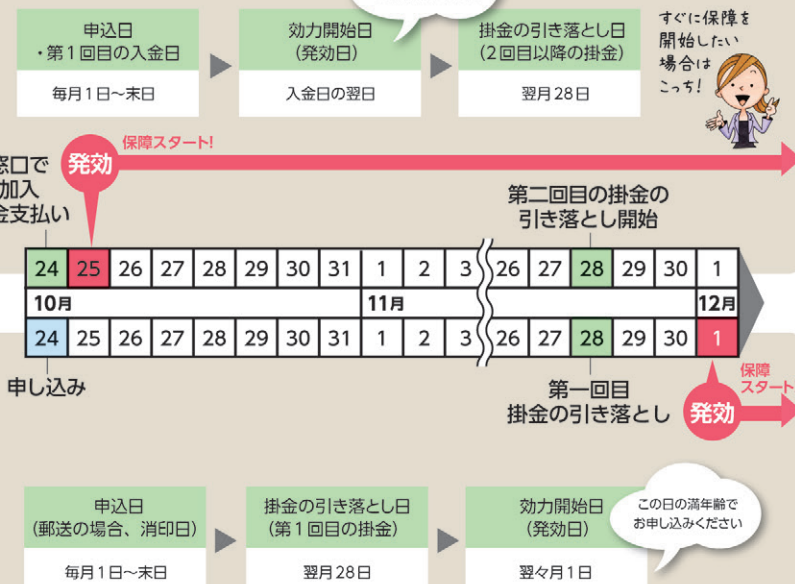 申込日
・第1回目の入金日
毎月1日～末日
効力開始日
(発効日)
入金日の翌日
掛金の引き落とし日
(2回目以降の掛金)
翌月28日
すぐに保障を
開始したい
場合は
こっち!
窓口で
加入
金支払い
発効
保障スタート!
第二回目の掛金の
引き落とし開始
24 25 26 27 28 29 30 31 1 2 3 26 27 28 29 30 1
10月 11月 12月
24 25 26 27 28 29 30 31 1 2 3 26 27 28 29 30 1
申し込み
第一回目
掛金の引き落とし
発効
保障
スタート
申込日
(郵送の場合、消印日)
毎月1日～末日
掛金の引き落とし日
(第1回目の掛金)
翌月28日
効力開始日
(発効日)
翌々月1日
この日の満年齢で
お申し込みください